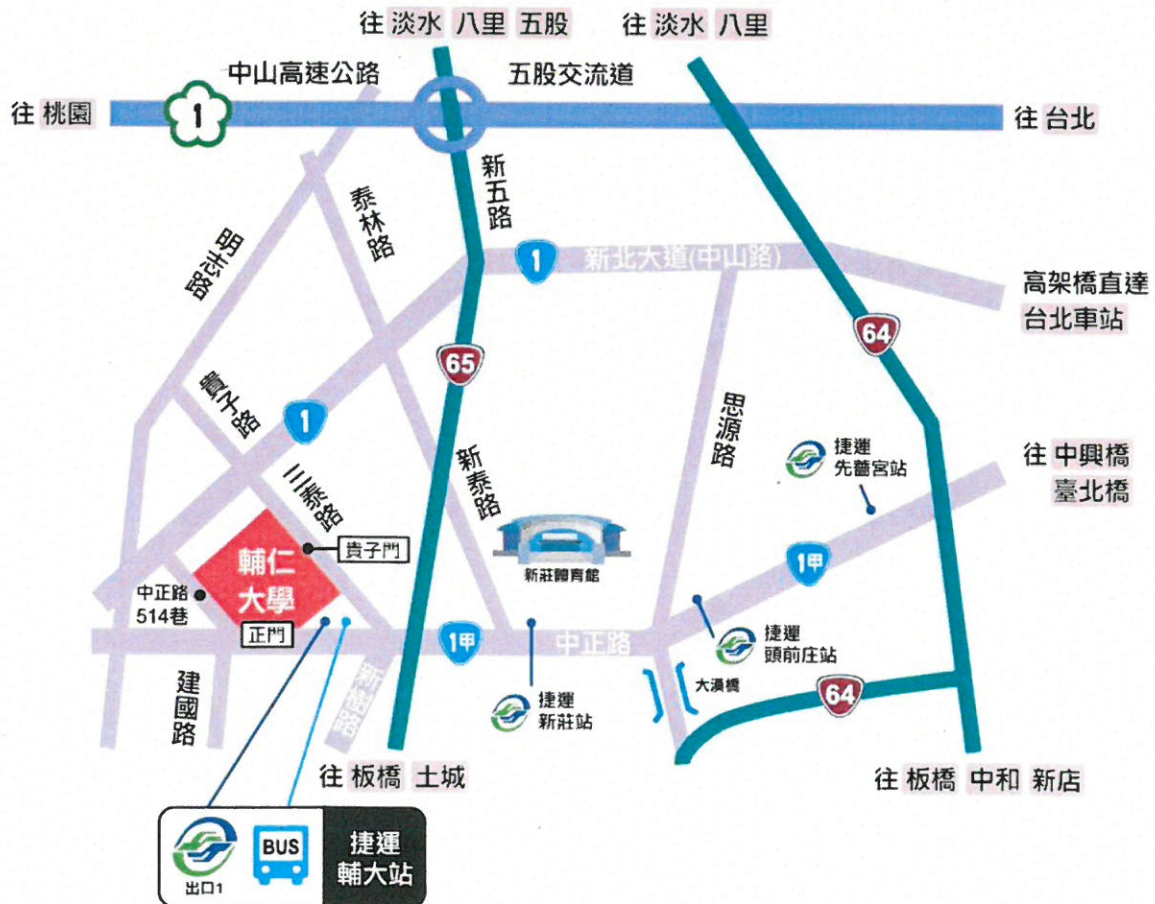 往 淡水 八里 五股
往 淡水 八里
中山高速公路
五股交流道
往 桃園
1
往 台北
新五路
泰林路
明志路
1
新北大道(中山路)
高架橋直達
台北車站
64
65
貴子路
1
思源路
捷運
先嗇宮站
往 中興橋
臺北橋
三泰路
新泰路
貴子門
輔仁
大學
新莊體育館
1甲
中正路
514巷
正門
1甲
中正路
捷運
頭前庄站
建國路
捷運
新莊站
大漢橋
64
往 板橋 土城
往 板橋 中和 新店
出口1
BUS
捷運
輔大站